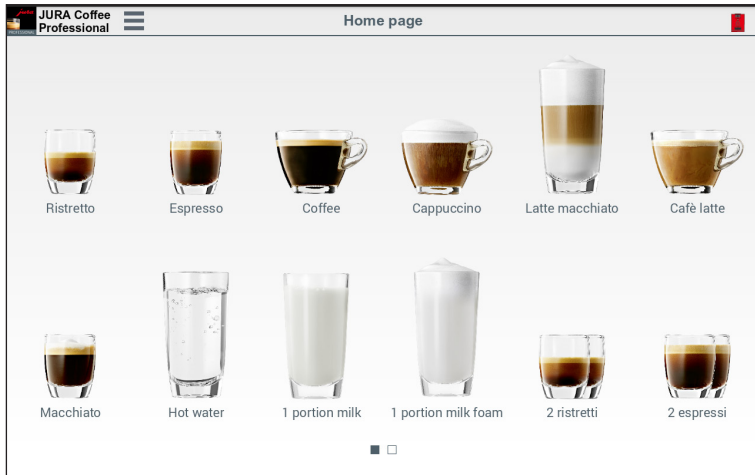 JURA Coffee
Professional
Home page
Ristretto
Espresso
Coffee
Cappuccino
Latte macchiato
Cafè latte
Macchiato
Hot water
1 portion milk
1 portion milk foam
2 ristretti
2 espressi